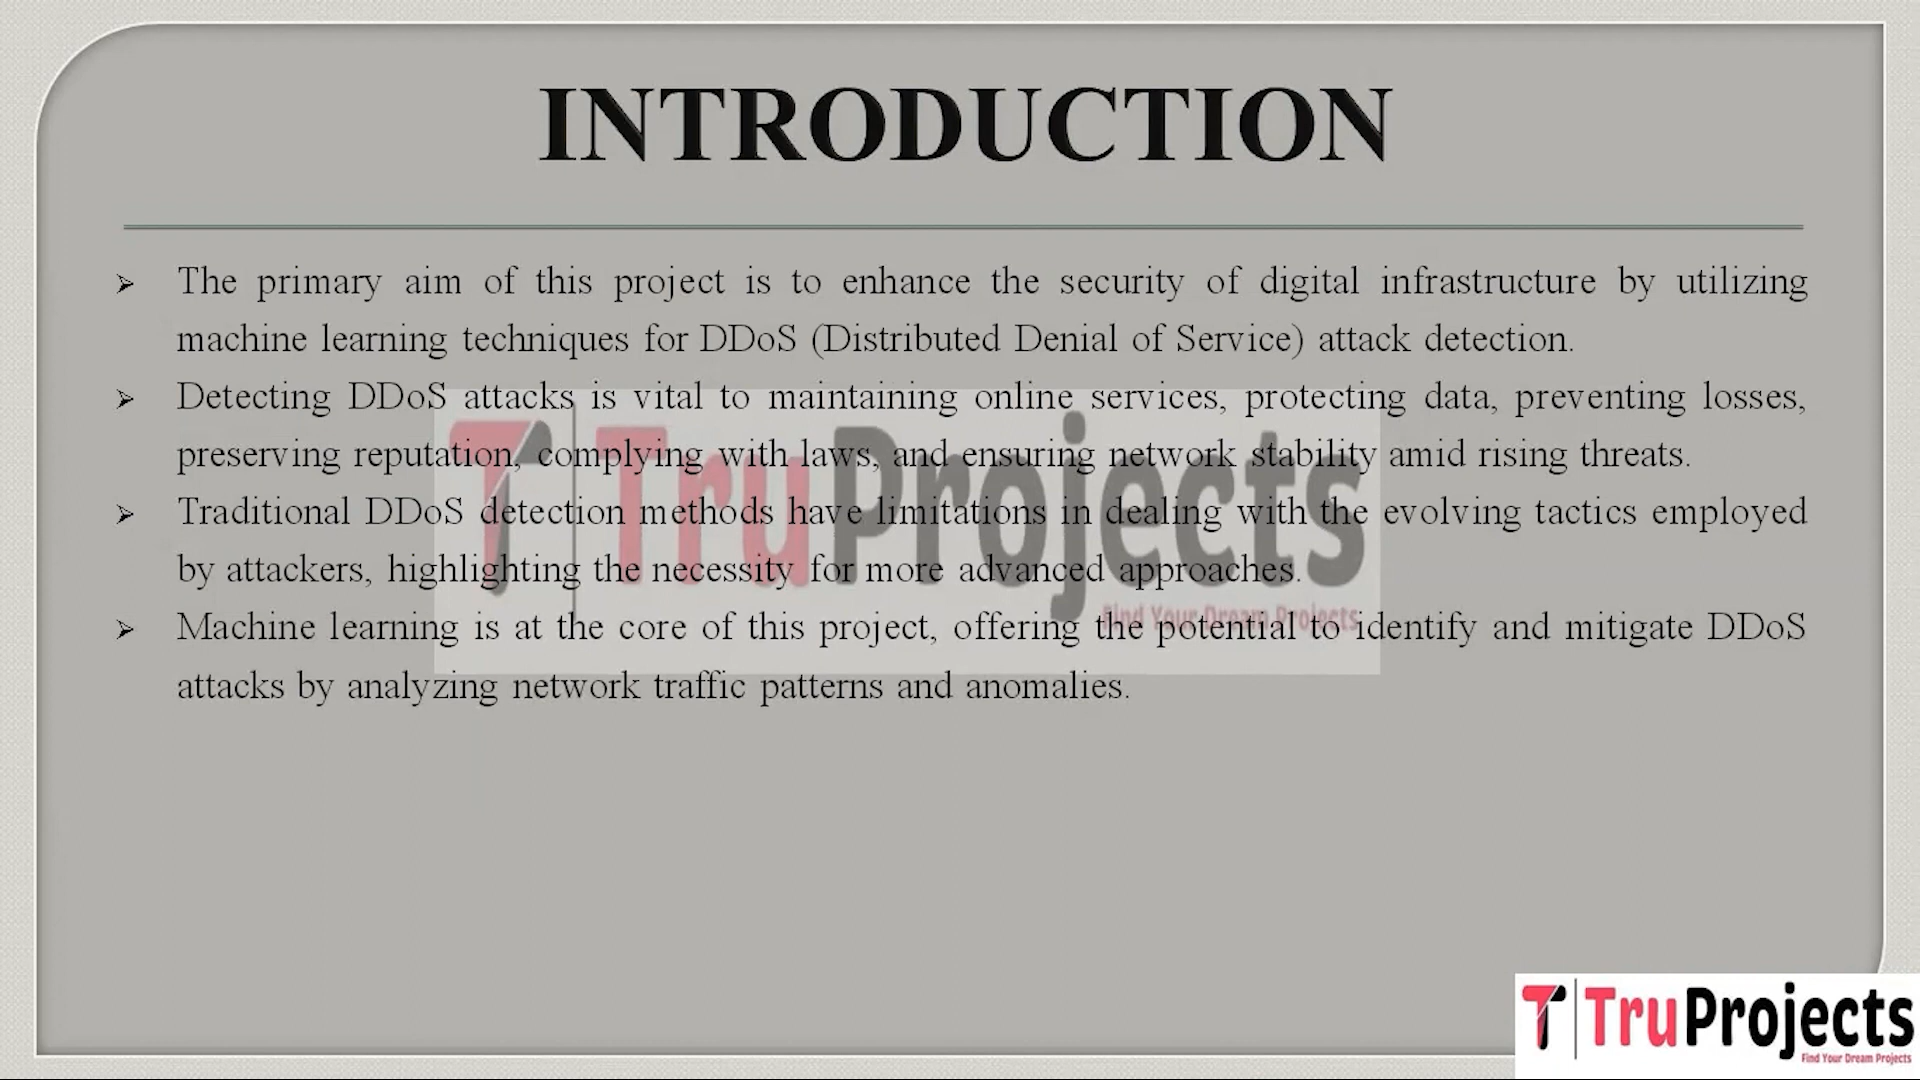 INTRODUCTION
The primary aim of this project is to enhance the security of digital infrastructure by utilizing
machine learning techniques for DDoS (Distributed Denial of Service) attack detection.
Detecting DDoS attacks is vital to maintaining online services, protecting data, preventing losses,
preserving reputation, complying with laws, and ensuring network stability amid rising threats.
Traditional DDoS detection methods have limitations in dealing with the evolving tactics employed
by attackers, highlighting the necessity for more advanced approaches.
Machine learning is at the core of this project, offering the potential to identify and mitigate DDoS
attacks by analyzing network traffic patterns and anomalies.
TruProjects
Find Your Dream Projects
TruProjects
Find Your Dream Projects